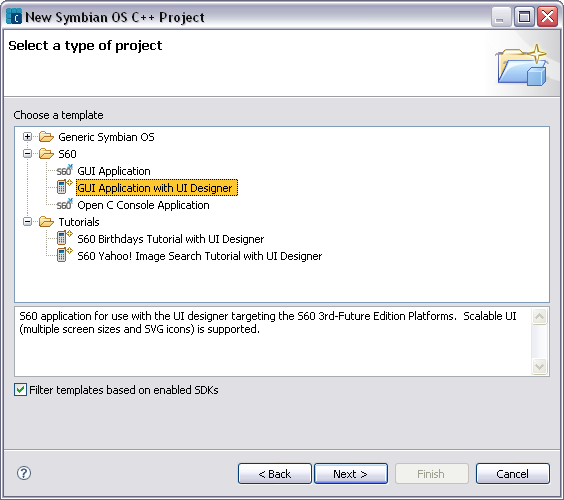 New Symbian OS C++ Project
Select a type of project
Choose a template
Generic Symbian OS
S60
S60 GUI Application
GUI Application with UI Designer
S60 Open C Console Application
Tutorials
S60 Birthdays Tutorial with UI Designer
S60 Yahoo! Image Search Tutorial with UI Designer
S60 application for use with the UI designer targeting the S60 3rd-Future Edition Platforms. Scalable UI
(multiple screen sizes and SVG icons) is supported.
Filter templates based on enabled SDKs
? < Back Next > Finish Cancel